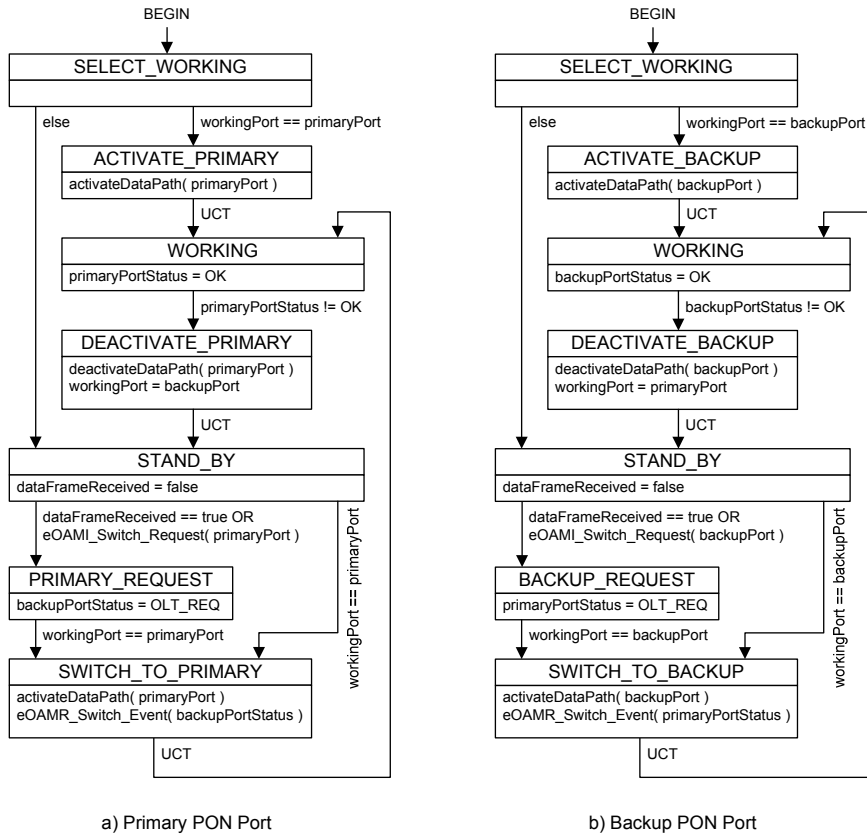 BEGIN
SELECT_WORKING
else
workingPort == primaryPort
ACTIVATE_PRIMARY
activateDataPath( primaryPort )
UCT
WORKING
primaryPortStatus = OK
primaryPortStatus != OK
DEACTIVATE_PRIMARY
deactivateDataPath( primaryPort )
workingPort = backupPort
UCT
STAND_BY
dataFrameReceived = false
dataFrameReceived == true OR
eOAMI_Switch_Request( primaryPort )
workingPort == primaryPort
PRIMARY_REQUEST
backupPortStatus = OLT_REQ
workingPort == primaryPort
SWITCH_TO_PRIMARY
activateDataPath( primaryPort )
eOAMR_Switch_Event( backupPortStatus )
UCT
a) Primary PON Port
BEGIN
SELECT_WORKING
else
workingPort == backupPort
ACTIVATE_BACKUP
activateDataPath( backupPort )
UCT
WORKING
backupPortStatus = OK
backupPortStatus != OK
DEACTIVATE_BACKUP
deactivateDataPath( backupPort )
workingPort = primaryPort
UCT
STAND_BY
dataFrameReceived = false
dataFrameReceived == true OR
eOAMI_Switch_Request( backupPort )
workingPort == backupPort
BACKUP_REQUEST
primaryPortStatus = OLT_REQ
workingPort == backupPort
SWITCH_TO_BACKUP
activateDataPath( backupPort )
eOAMR_Switch_Event( primaryPortStatus )
UCT
b) Backup PON Port